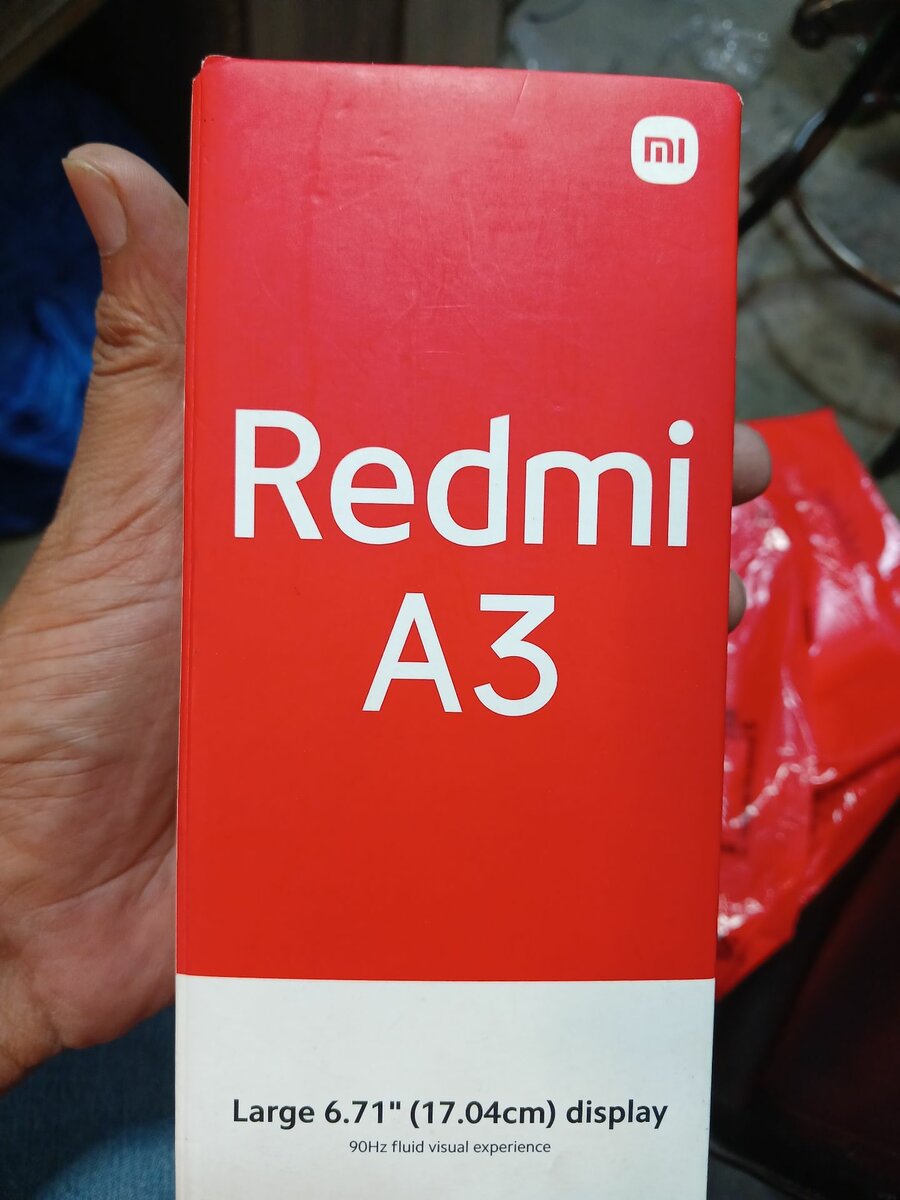 mi
Redmi
A3
Large 6.71" (17.04cm) display
90Hz fluid visual experience